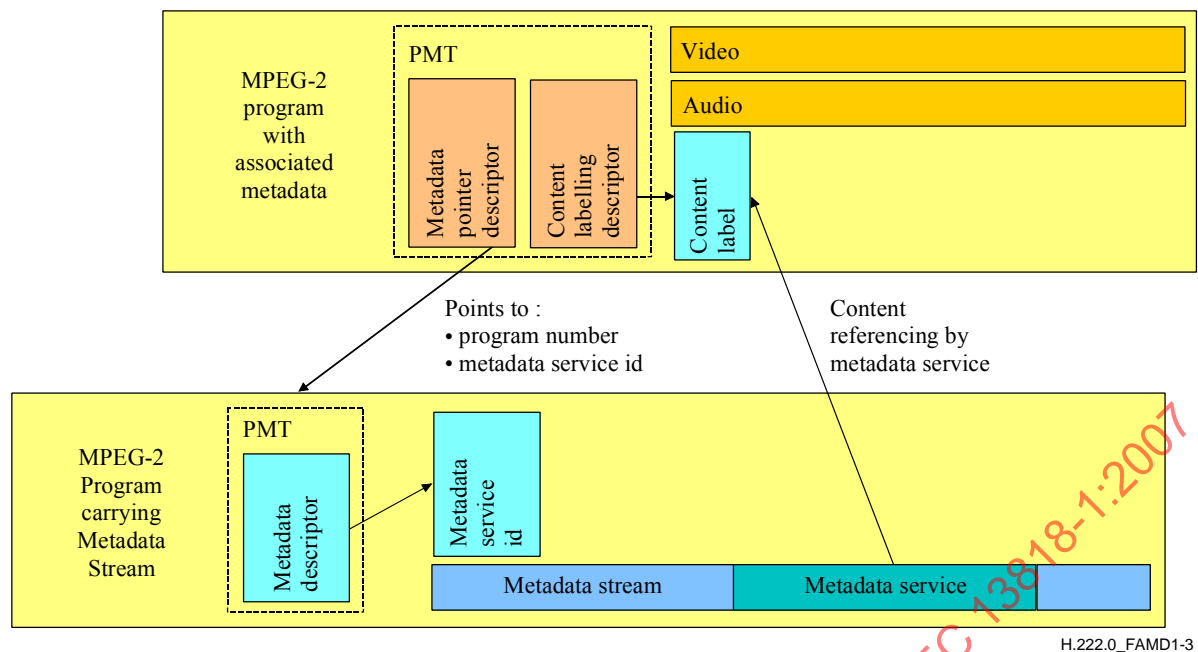 MPEG-2
program
with
associated
metadata
PMT
Metadata
pointer
descriptor
Content
labelling
descriptor
Video
Audio
Content
label
Points to :
• program number
• metadata service id
Content
referencing by
metadata service
MPEG-2
Program
carrying
Metadata
Stream
PMT
Metadata
descriptor
Metadata
service
id
Metadata stream
Metadata service
EC 13818-1:2007
H.222.0_FAMD1-3